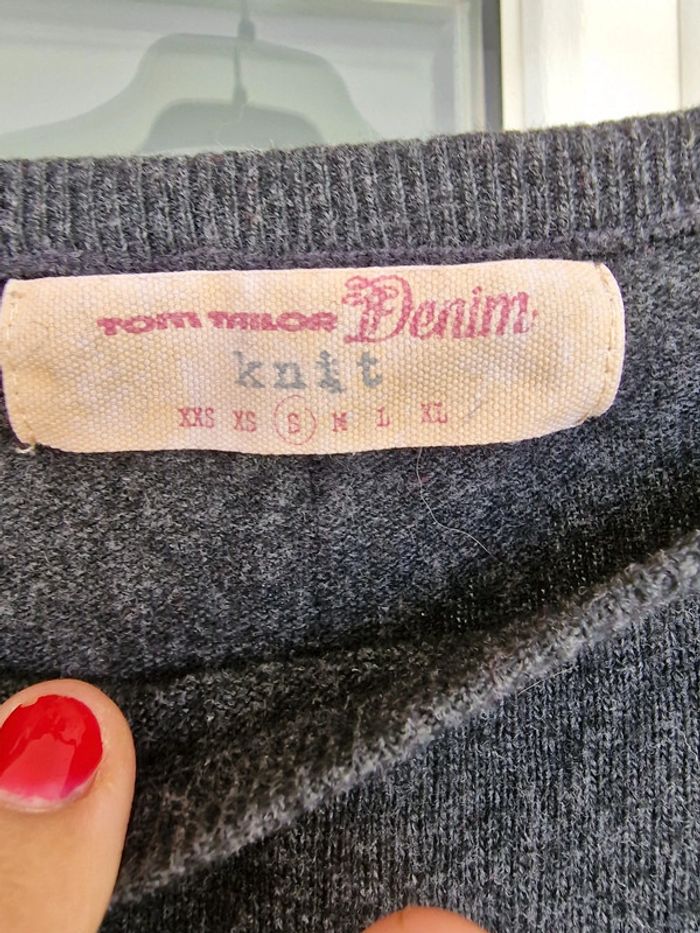 TOM TAILOR Denim
knit
XXS XS S M L XL